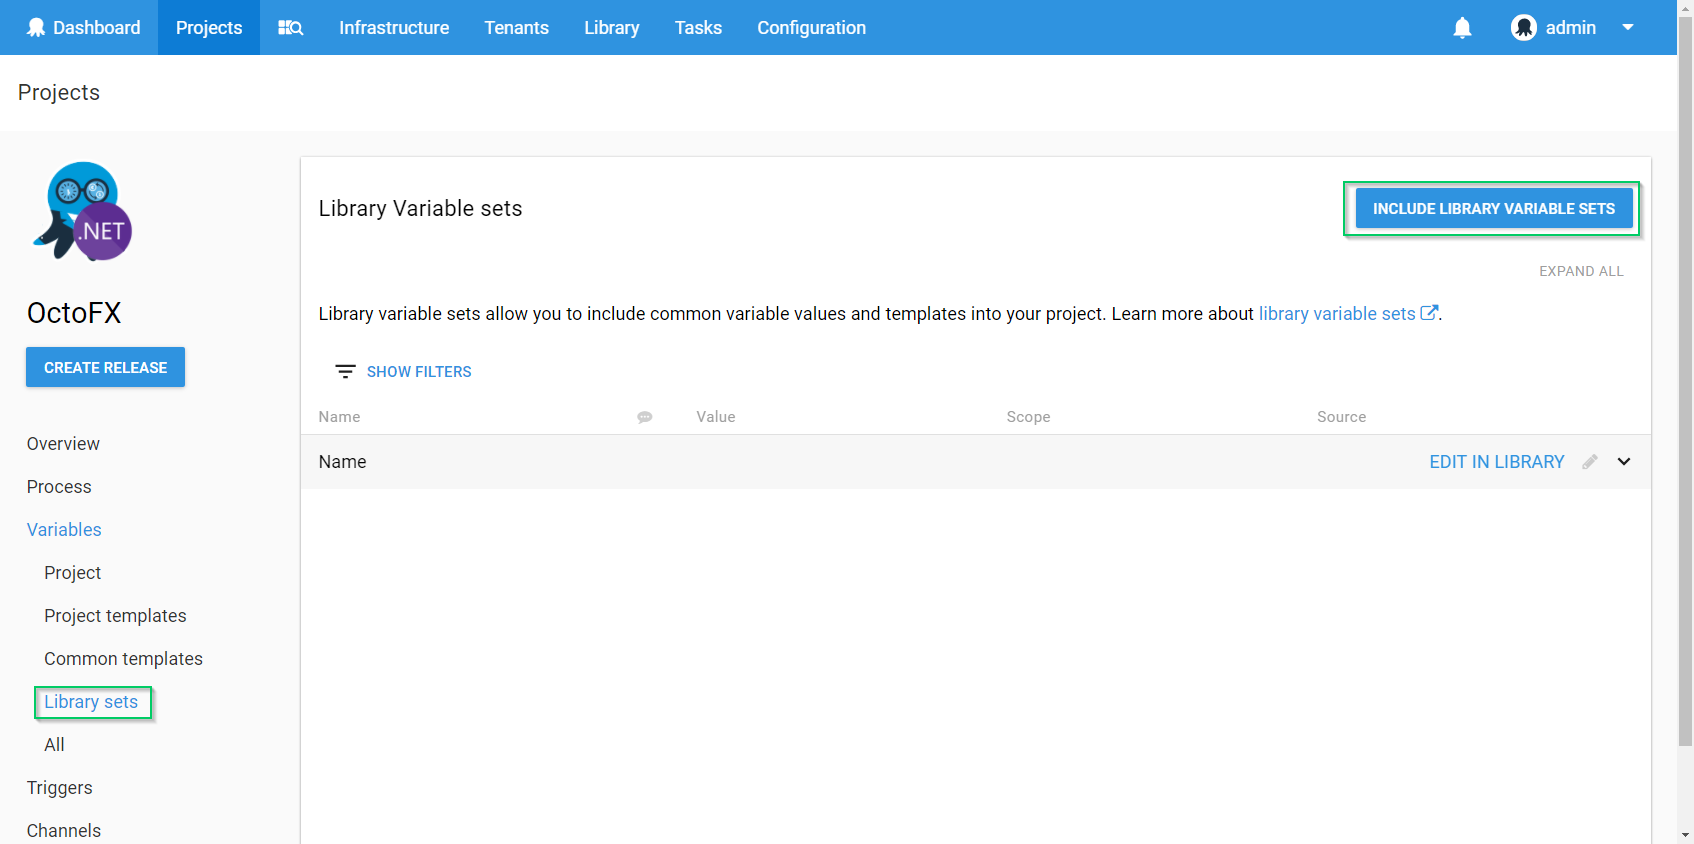 Dashboard Projects Infrastructure Tenants Library Tasks Configuration admin
Projects
.NET
OctoFX
CREATE RELEASE
Overview
Process
Variables
Project
Project templates
Common templates
Library sets
All
Triggers
Channels
Library Variable sets
INCLUDE LIBRARY VARIABLE SETS
EXPAND ALL
Library variable sets allow you to include common variable values and templates into your project. Learn more about library variable sets.
SHOW FILTERS
Name Value Scope Source
Name EDIT IN LIBRARY